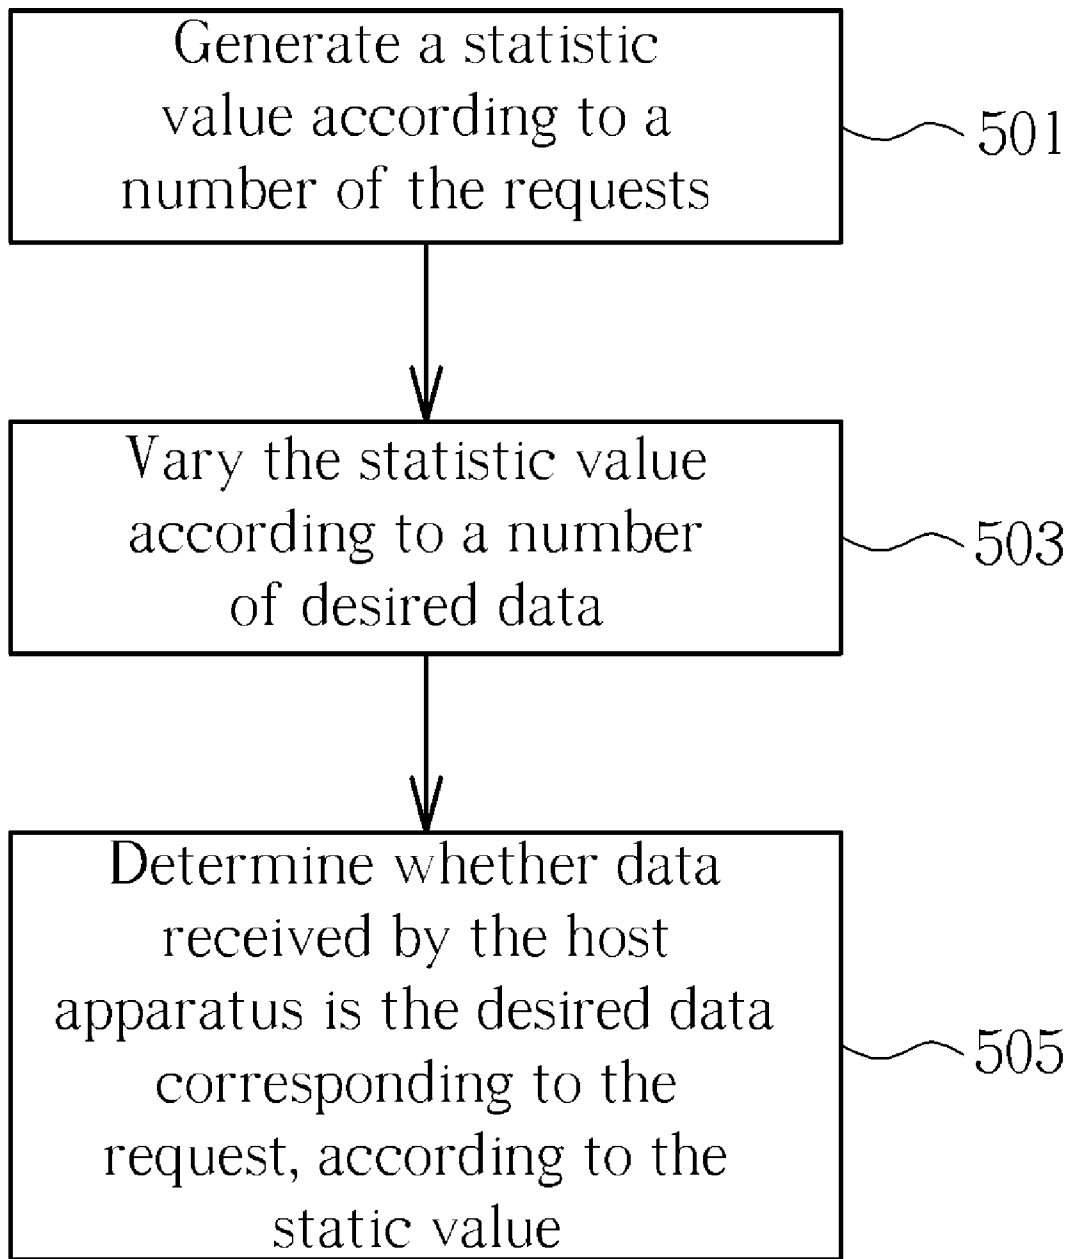 Generate a statistic
value according to a
number of the requests
501
Vary the statistic value
according to a number
of desired data
503
Determine whether data
received by the host
apparatus is the desired data
corresponding to the
request, according to the
static value
505